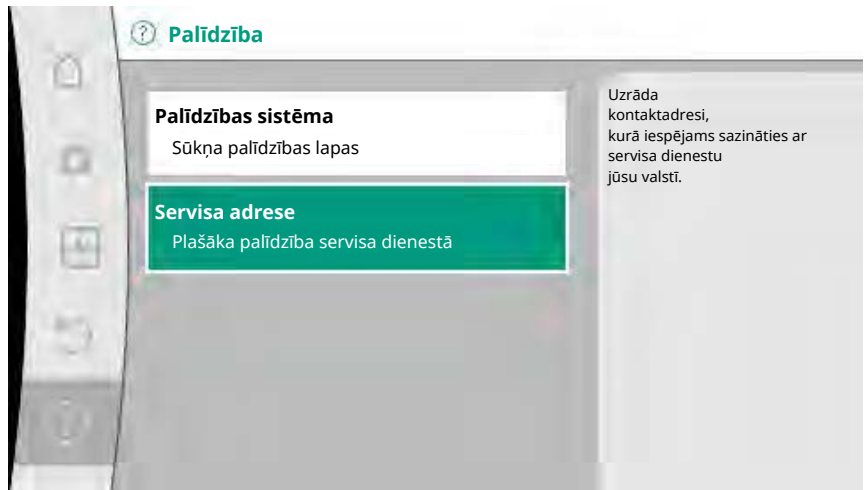 Palīdzība
Palīdzības sistēma
Sūkņa palīdzības lapas
Servisa adrese
Plašāka palīdzība servisa dienestā
Uzrāda
kontaktadresi,
kurā iespējams sazināties ar
servisa dienestu
jūsu valstī.